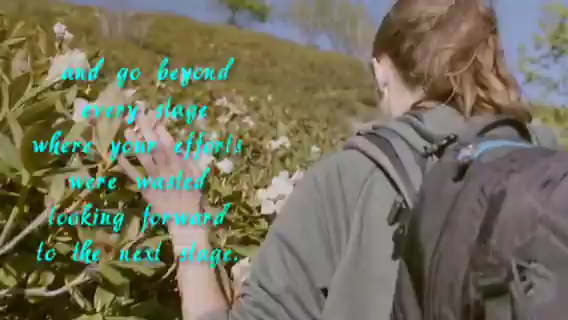 and go beyond
every stage
where your efforts
were wasted
looking forward
to the next stage.